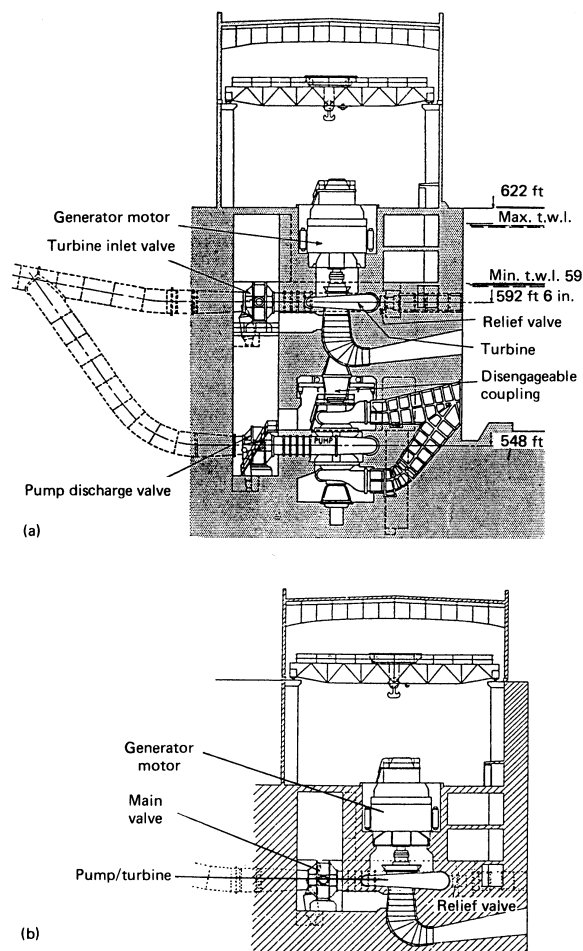 622 ft
Max. t.w.l.
Generator motor
Turbine inlet valve
Min. t.w.l. 59
592 ft 6 in.
Relief valve
Turbine
Disengageable
coupling
PUMP
548 ft
Pump discharge valve
(a)
Generator
motor
Main
valve
Pump/turbine
Relief valve
(b)